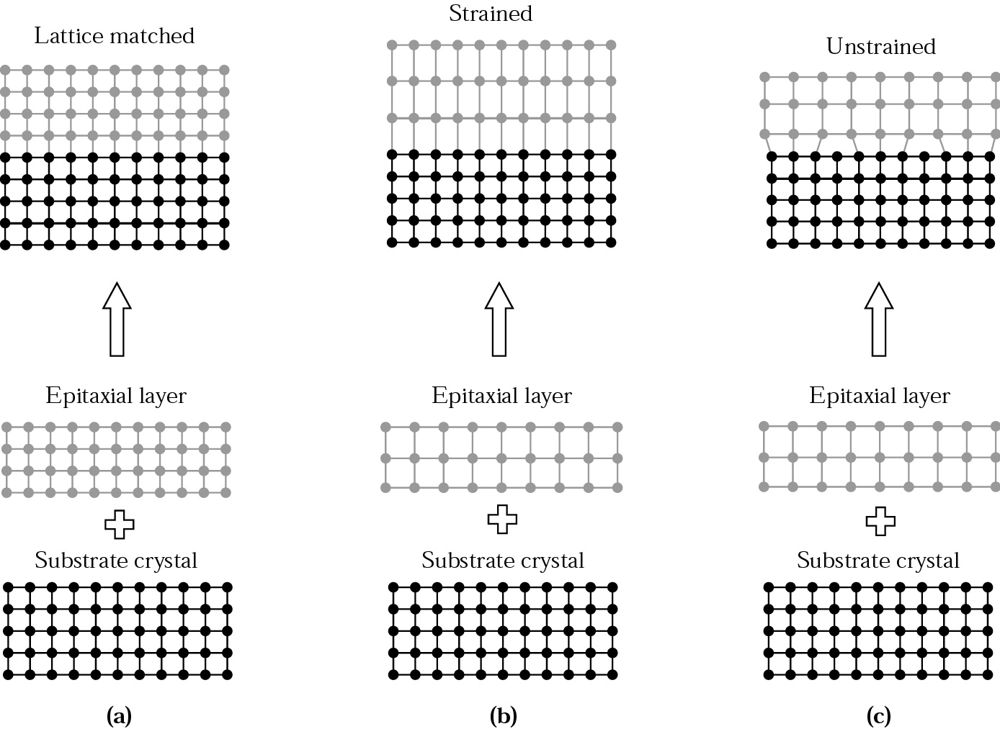 Lattice matched
Strained
Unstrained
Epitaxial layer
Epitaxial layer
Epitaxial layer
Substrate crystal
Substrate crystal
Substrate crystal
(a)
(b)
(c)